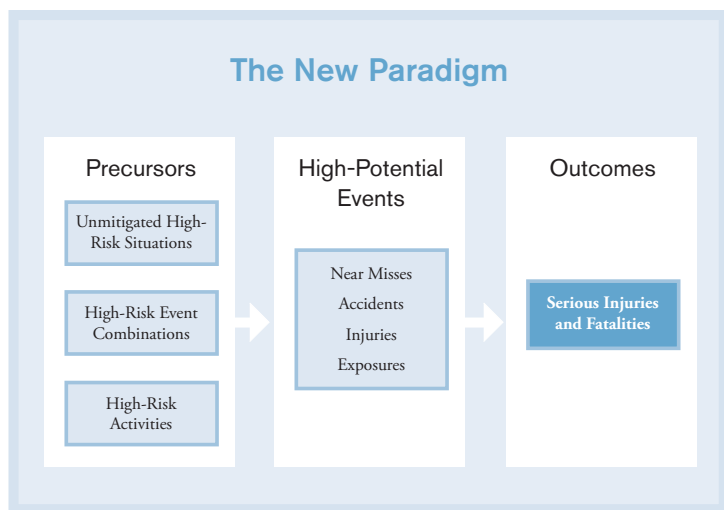 The New Paradigm
Precursors
Unmitigated High-
Risk Situations
High-Risk Event
Combinations
High-Risk
Activities
High-Potential
Events
Near Misses
Accidents
Injuries
Exposures
Outcomes
Serious Injuries
and Fatalities